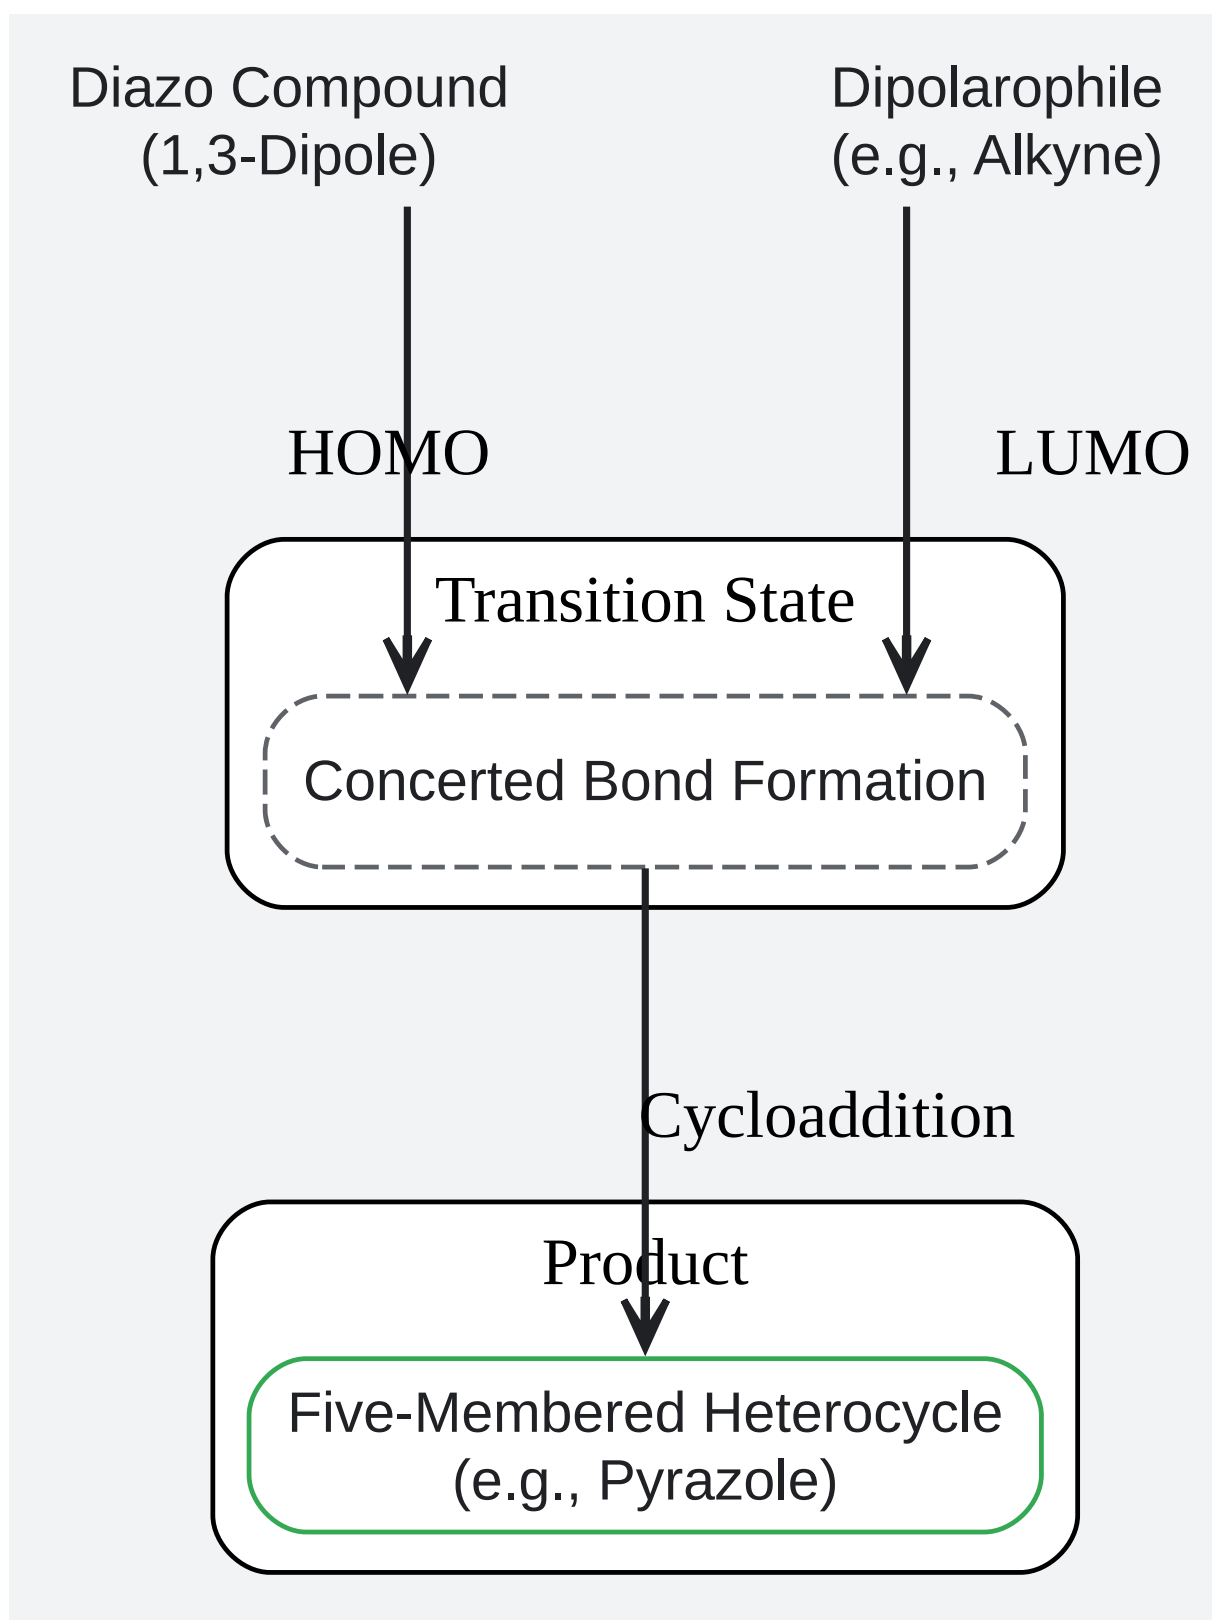 Diazo Compound
(1,3-Dipole)
Dipolarophile
(e.g., Alkyne)
HOMO
LUMO
Transition State
Concerted Bond Formation
Cycloaddition
Product
Five-Membered Heterocycle
(e.g., Pyrazole)